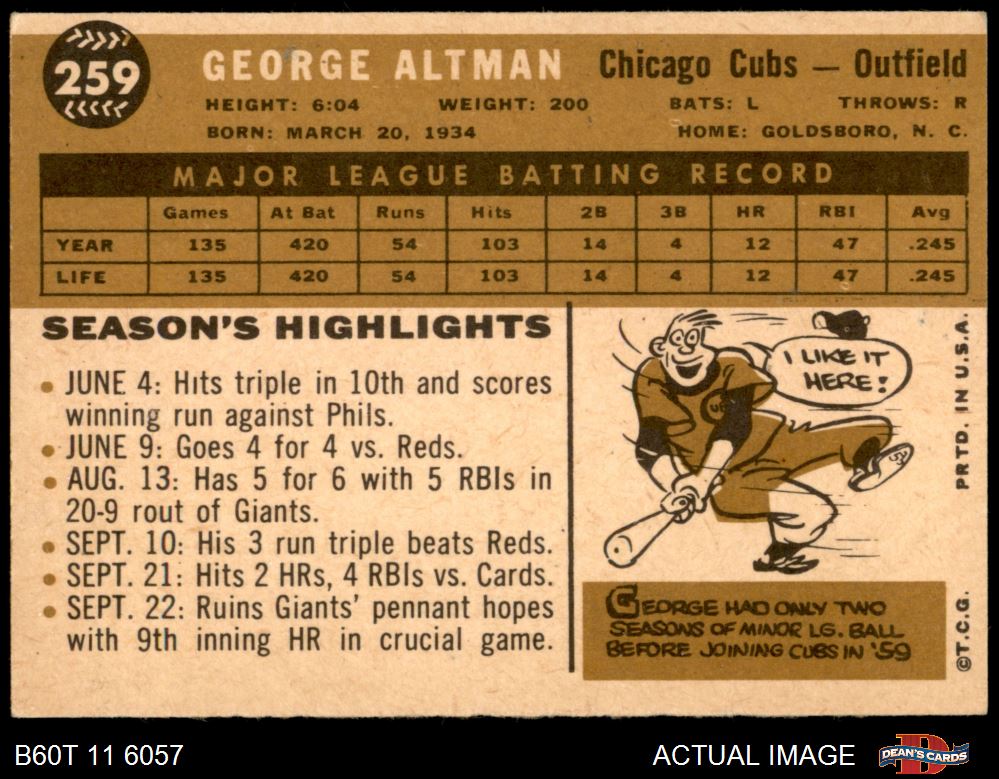 259
GEORGE ALTMAN Chicago Cubs — Outfield
HEIGHT: 6:04 WEIGHT: 200 BATS: L THROWS: R
BORN: MARCH 20, 1934 HOME: GOLDSBORO, N. C.
MAJOR LEAGUE BATTING RECORD
Games At Bat Runs Hits 2B 3B HR RBI Avg
YEAR 135 420 54 103 14 4 12 47 .245
LIFE 135 420 54 103 14 4 12 47 .245
SEASON'S HIGHLIGHTS
• JUNE 4: Hits triple in 10th and scores
winning run against Phils.
• JUNE 9: Goes 4 for 4 vs. Reds.
• AUG. 13: Has 5 for 6 with 5 RBIs in
20-9 rout of Giants.
• SEPT. 10: His 3 run triple beats Reds.
• SEPT. 21: Hits 2 HRs, 4 RBIs vs. Cards.
• SEPT. 22: Ruins Giants' pennant hopes
with 9th inning HR in crucial game.
I LIKE IT
HERE!
GEORGE HAD ONLY TWO
SEASONS OF MINOR LG. BALL
BEFORE JOINING CUBS IN '59
PRTD. IN U.S.A.
©T.C.G.
B60T 11 6057
ACTUAL IMAGE
DEAN'S CARDS